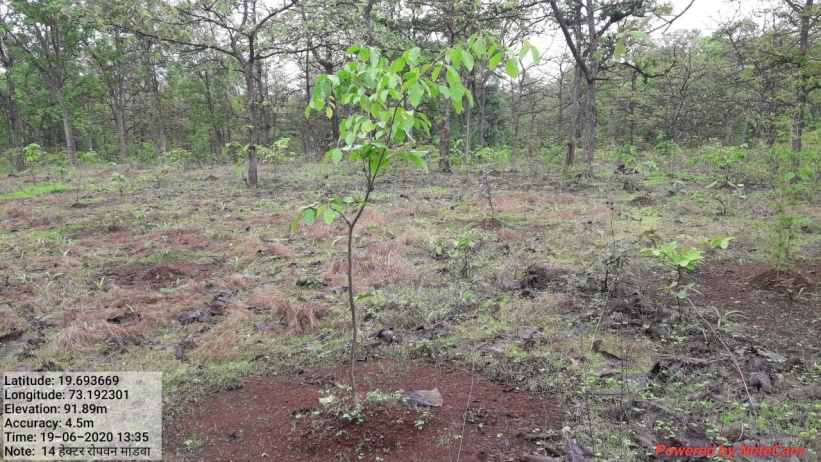 Latitude: 19.693669
Longitude: 73.192301
Elevation: 91.89m
Accuracy: 4.5m
Time: 19-06-2020 13:35
Note: 14 हेक्टर रोपवन मांडवा
Powered by NoteCam